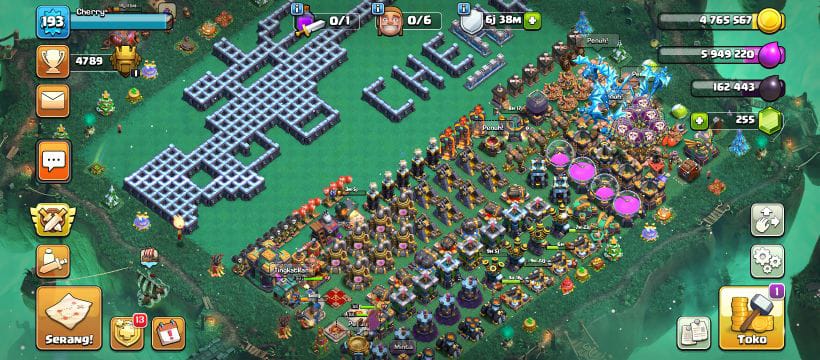 193
Cherry
0/1
0/6
6j 38m
4 765 567
4789
5 949 220
162 443
255
Penuh!
Penuh!
CHE
Tingkatkan
Minta
Serang!
13
1
Toko